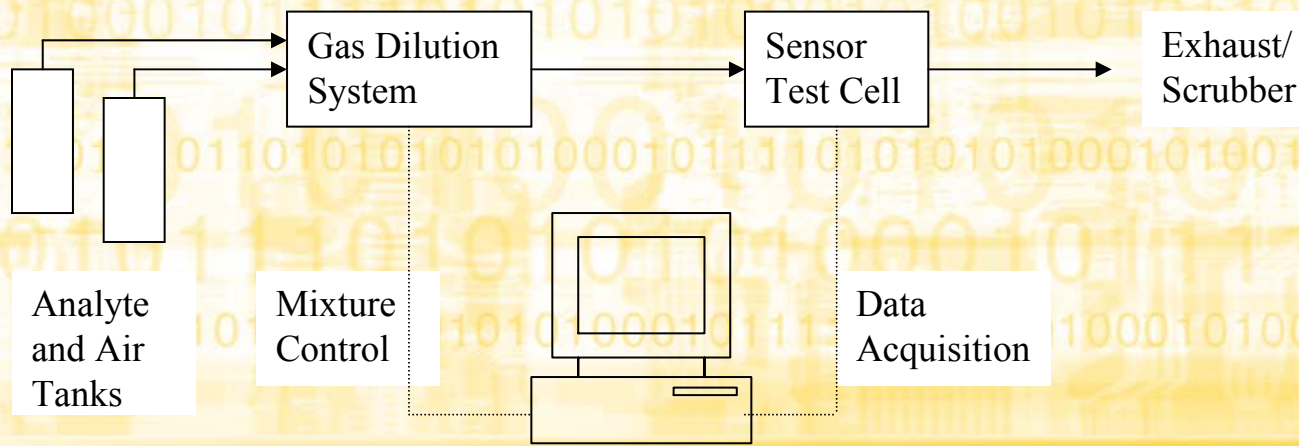 Gas Dilution
System
Sensor
Test Cell
Exhaust/
Scrubber
Analyte
and Air
Tanks
Mixture
Control
Data
Acquisition